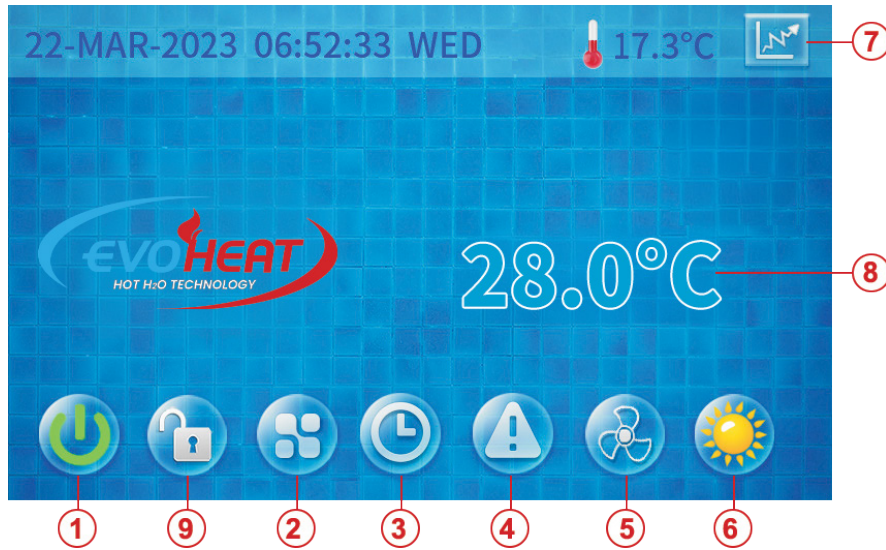 22-MAR-2023 06:52:33 WED 17.3°C
7
EVOHEAT
HOT H2O TECHNOLOGY
28.0°C
8
1 9 2 3 4 5 6